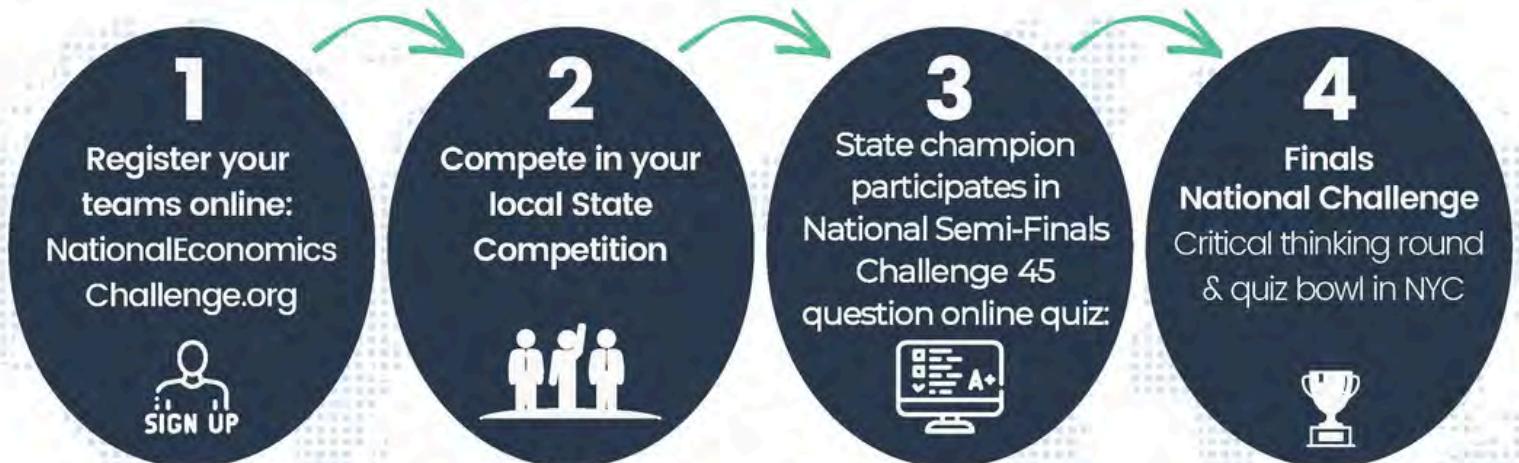 1
Register your
teams online:
NationalEconomics
Challenge.org
SIGN UP
2
Compete in your
local State
Competition
3
State champion
participates in
National Semi-Finals
Challenge 45
question online quiz:
A+
4
Finals
National Challenge
Critical thinking round
& quiz bowl in NYC